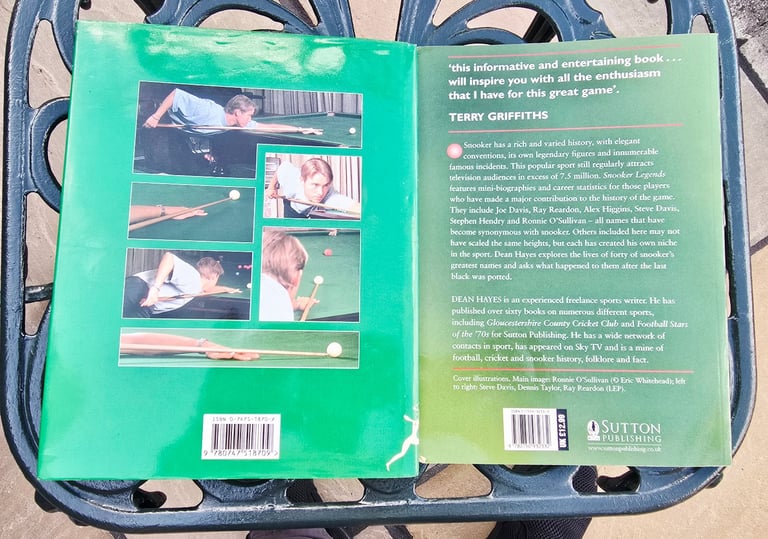 ISBN 0-7475-1870-9
9 780747 518709 >
'this informative and entertaining book . . .
will inspire you with all the enthusiasm
that I have for this great game'.
TERRY GRIFFITHS
Snooker has a rich and varied history, with elegant
conventions, its own legendary figures and innumerable
famous incidents. This popular sport still regularly attracts
television audiences in excess of 7.5 million. Snooker Legends
features mini-biographies and career statistics for those players
who have made a major contribution to the history of the game.
They include Joe Davis, Ray Reardon, Alex Higgins, Steve Davis,
Stephen Hendry and Ronnie O'Sullivan – all names that have
become synonymous with snooker. Others included here may not
have scaled the same heights, but each has created his own niche
in the sport. Dean Hayes explores the lives of forty of snooker's
greatest names and asks what happened to them after the last
black was potted.
DEAN HAYES is an experienced freelance sports writer. He has
published over sixty books on numerous different sports,
including Gloucestershire County Cricket Club and Football Stars
of the '70s for Sutton Publishing. He has a wide network of
contacts in sport, has appeared on Sky TV and is a mine of
football, cricket and snooker history, folklore and fact.
Cover illustrations. Main image: Ronnie O'Sullivan (© Eric Whitehead); left
to right: Steve Davis, Dennis Taylor, Ray Reardon (LEP).
UK £12.99
SUTTON
PUBLISHING
www.suttonpublishing.co.uk